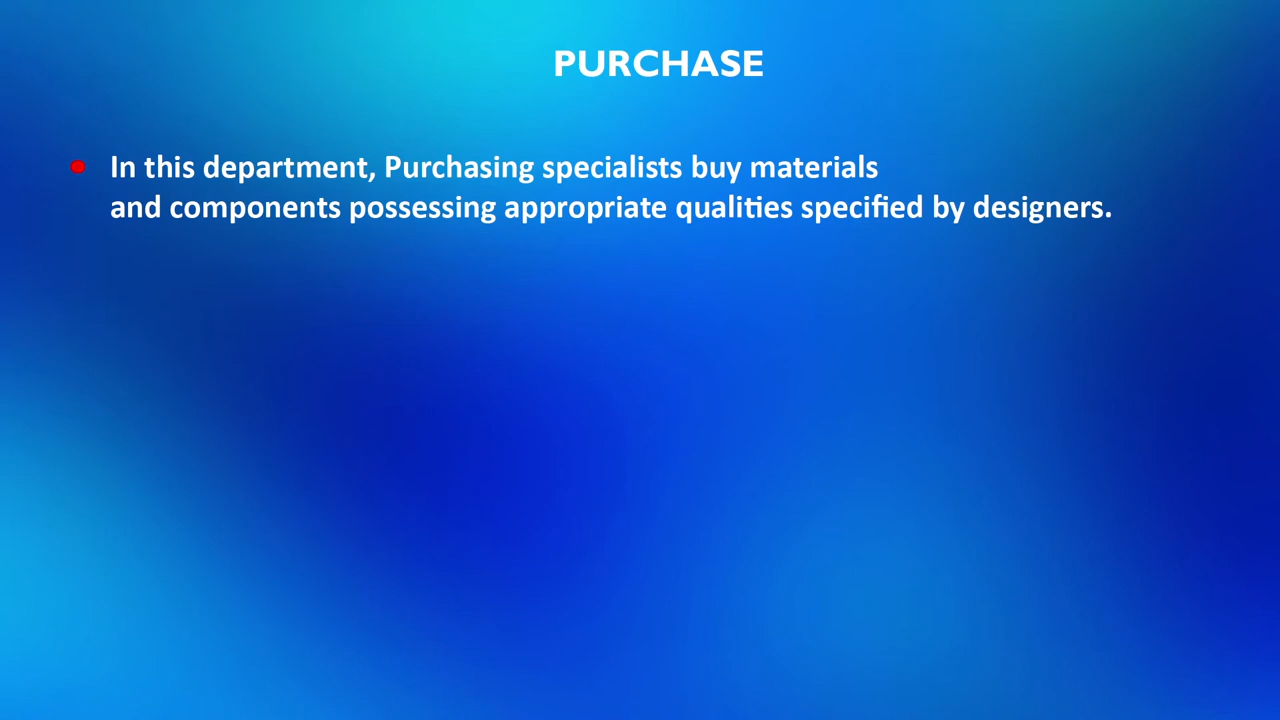 PURCHASE
In this department, Purchasing specialists buy materials
and components possessing appropriate qualities specified by designers.